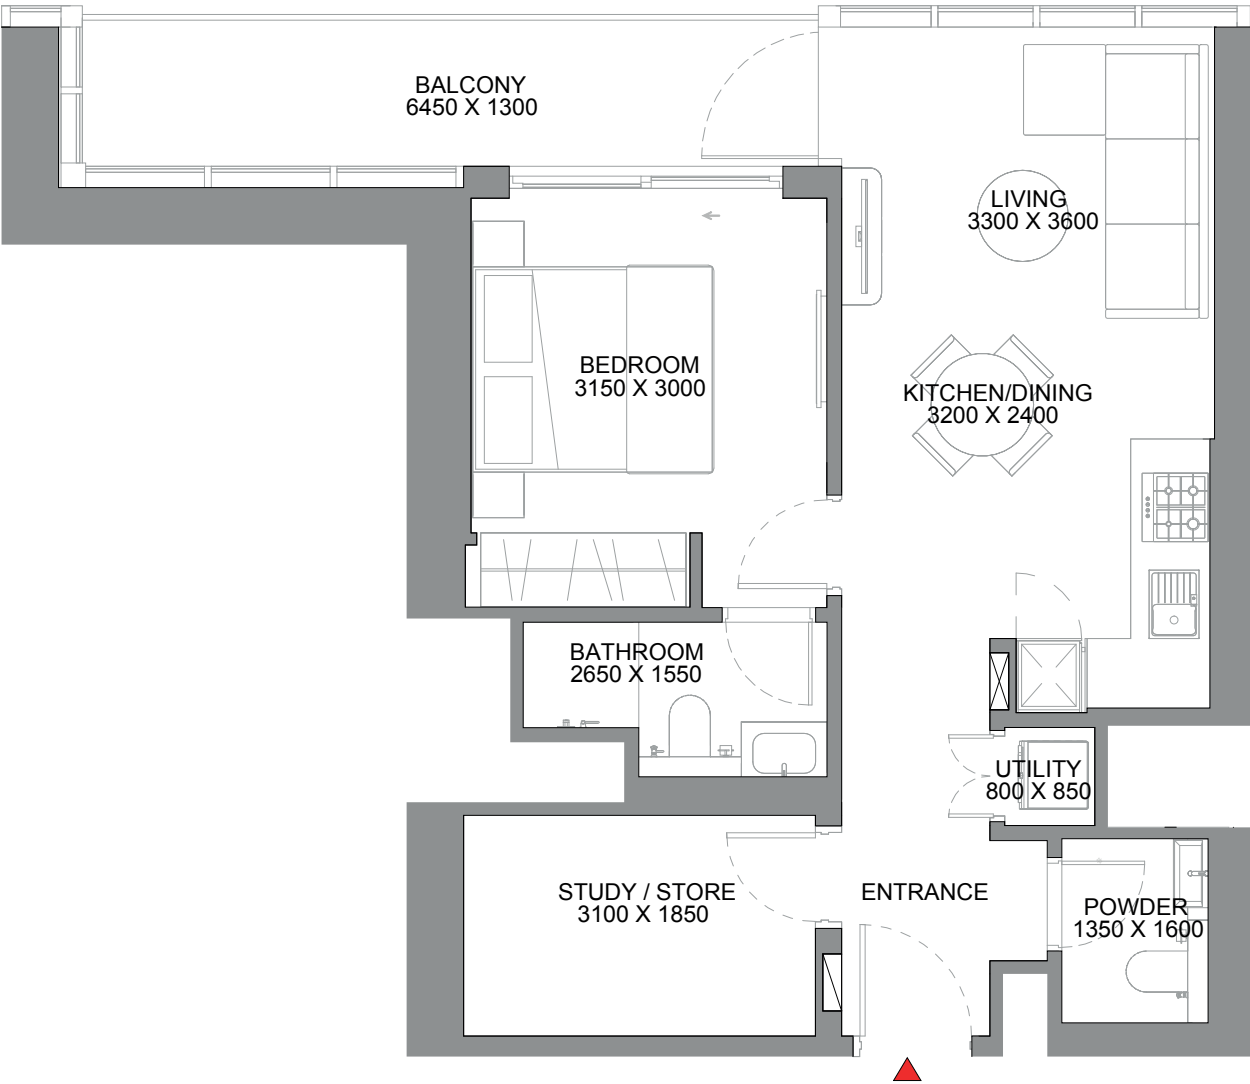 BALCONY
6450 X 1300
LIVING
3300 X 3600
BEDROOM
3150 X 3000
KITCHEN/DINING
3200 X 2400
BATHROOM
2650 X 1550
UTILITY
800 X 850
STUDY / STORE
3100 X 1850
ENTRANCE
POWDER
1350 X 1600